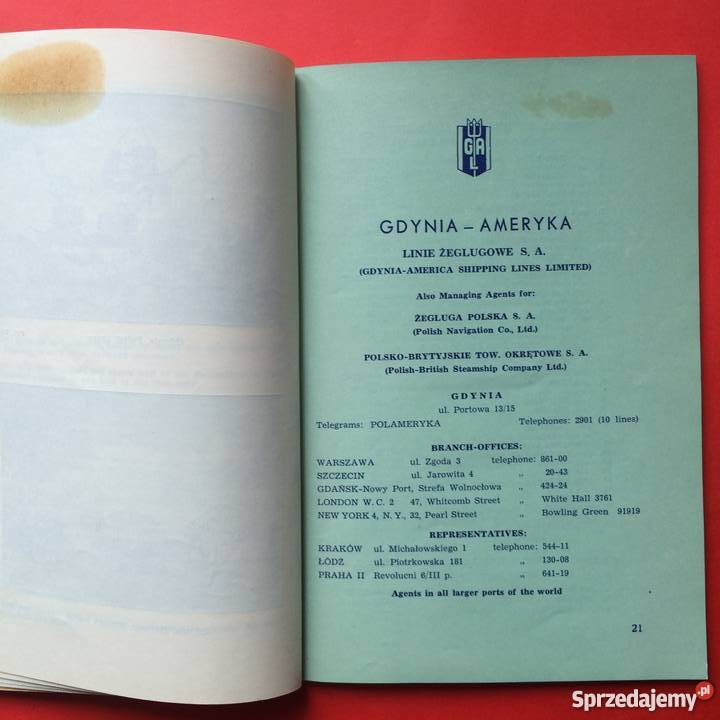 G A L
GDYNIA – AMERYKA
LINIE ŻEGLUGOWE S. A.
(GDYNIA-AMERICA SHIPPING LINES LIMITED)
Also Managing Agents for:
ŻEGLUGA POLSKA S. A.
(Polish Navigation Co., Ltd.)
POLSKO-BRYTYJSKIE TOW. OKRĘTOWE S. A.
(Polish-British Steamship Company Ltd.)
GDYNIA
ul. Portowa 13/15
Telegrams: POLAMERYKA Telephones: 2901 (10 lines)
BRANCH-OFFICES:
WARSZAWA ul. Zgoda 3 telephone: 861-00
SZCZECIN ul. Jarowita 4 „ 20-43
GDAŃSK-Nowy Port, Strefa Wolnocłowa „ 424-24
LONDON W. C. 2 47, Whitcomb Street „ White Hall 3761
NEW YORK 4, N. Y., 32, Pearl Street „ Bowling Green 91919
REPRESENTATIVES:
KRAKÓW ul. Michałowskiego 1 telephone: 544-11
ŁÓDŹ ul. Piotrkowska 181 „ 130-08
PRAHA II Revolucni 6/III p. „ 641-19
Agents in all larger ports of the world
21
Sprzedajemy.pl